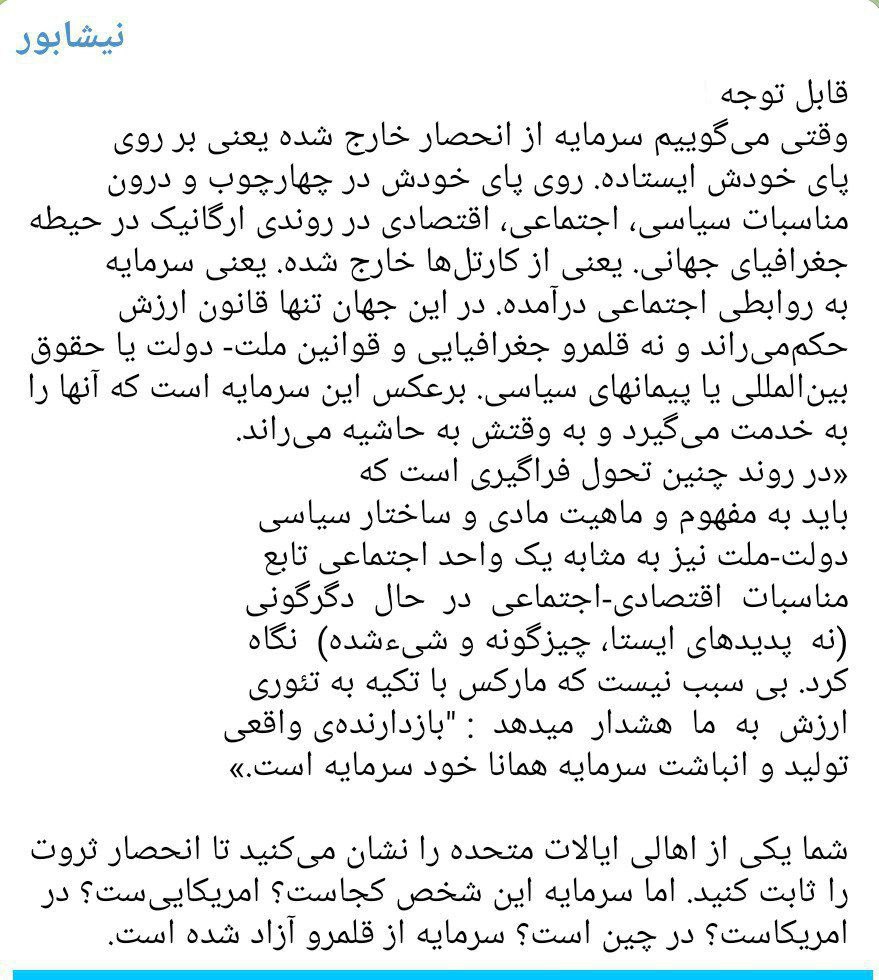 نیشابور
قابل توجه
وقتی می‌گوییم سرمایه از انحصار خارج شده یعنی بر روی
پای خودش ایستاده. روی پای خودش در چهارچوب و درون
مناسبات سیاسی، اجتماعی، اقتصادی در روندی ارگانیک در حیطه
جغرافیای جهانی. یعنی از کارتل‌ها خارج شده. یعنی سرمایه
به روابطی اجتماعی درآمده. در این جهان تنها قانون ارزش
حکم‌می‌راند و نه قلمرو جغرافیایی و قوانین ملت- دولت یا حقوق
بین‌المللی یا پیمانهای سیاسی. برعکس این سرمایه است که آنها را
به خدمت می‌گیرد و به وقتش به حاشیه می‌راند.
«در روند چنین تحول فراگیری است که
باید به مفهوم و ماهیت مادی و ساختار سیاسی
دولت-ملت نیز به مثابه یک واحد اجتماعی تابع
مناسبات اقتصادی-اجتماعی در حال دگرگونی
(نه پدیدهای ایستا، چیزگونه و شیءشده) نگاه
کرد. بی سبب نیست که مارکس با تکیه به تئوری
ارزش به ما هشدار میدهد : "بازدارنده‌ی واقعی
تولید و انباشت سرمایه همانا خود سرمایه است.»
شما یکی از اهالی ایالات متحده را نشان می‌کنید تا انحصار ثروت
را ثابت کنید. اما سرمایه این شخص کجاست؟ امریکایی‌ست؟ در
امریکاست؟ در چین است؟ سرمایه از قلمرو آزاد شده است.